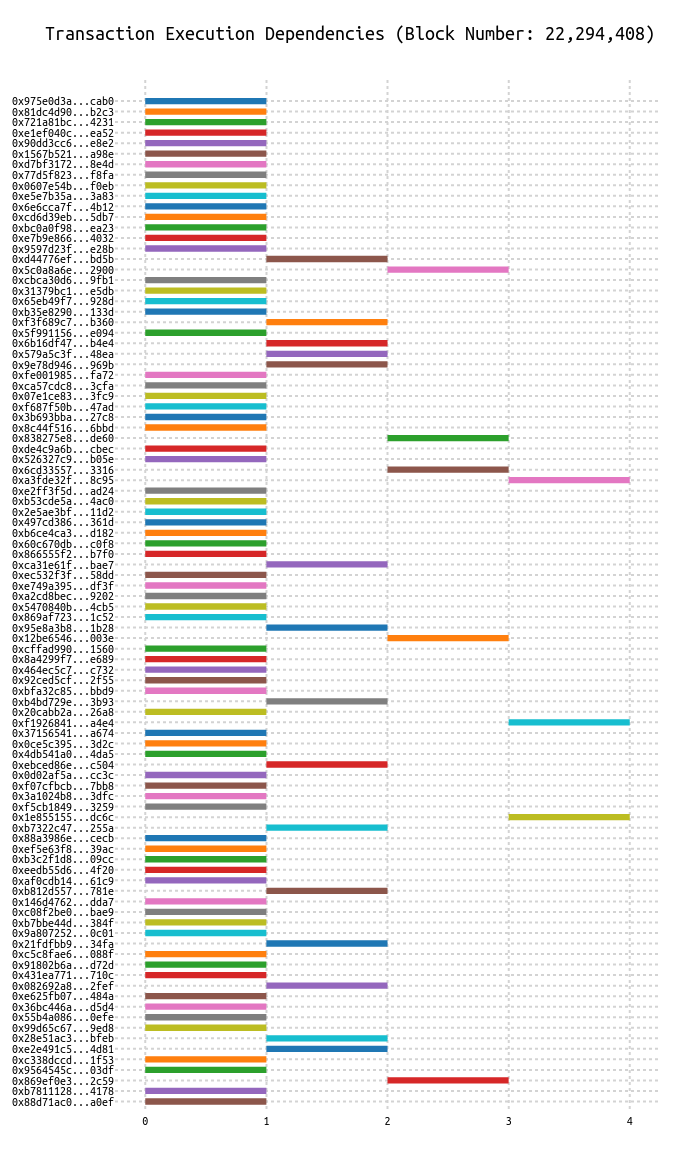 Transaction Execution Dependencies (Block Number: 22,294,408)
0x975e0d3a...cab0
0x81dc4d90...b2c3
0x721a81bc...4231
0xe1ef040c...ea52
0x90dd3cc6...e8e2
0x1567b521...a98e
0xd7bf3172...8e4d
0x77d5f823...f8fa
0x0607e54b...f0eb
0xe5e7b35a...3a83
0x6e6cca7f...4b12
0xcd6d39eb...5db7
0xbc0a0f98...ea23
0xe7b9e866...4032
0x9597d23f...e28b
0xd44776ef...bd5b
0x5c0a8a6e...2900
0xcbca30d6...9fb1
0x31379bc1...e5db
0x65eb49f7...928d
0xb35e8290...133d
0xf3f689c7...b360
0x5f991156...e094
0x6b16df47...b4e4
0x579a5c3f...48ea
0x9e78d946...969b
0xfe001985...fa72
0xca57cdc8...3cfa
0x07e1ce83...3fc9
0xf687f50b...47ad
0x3b693bba...27c8
0x8c44f516...6bbd
0x838275e8...de60
0xde4c9a6b...cbec
0x526327c9...b05e
0x6cd33557...3316
0xa3fde32f...8c95
0xe2ff3f5d...ad24
0xb53cde5a...4ac0
0x2e5ae3bf...11d2
0x497cd386...361d
0xb6ce4ca3...d182
0x60c670db...c0f8
0x866555f2...b7f0
0xca31e61f...bae7
0xec532f3f...58dd
0xe749a395...df3f
0xa2cd8bec...9202
0x5470840b...4cb5
0x869af723...1c52
0x95e8a3b8...1b28
0x12be6546...003e
0xcffad990...1560
0x8a4299f7...e689
0x464ec5c7...c732
0x92ced5cf...2f55
0xbfa32c85...bbd9
0xb4bd729e...3b93
0x20cabb2a...26a8
0xf1926841...a4e4
0x37156541...a674
0x0ce5c395...3d2c
0x4db541a0...4da5
0xebced86e...c504
0x0d02af5a...cc3c
0xf07cfbcb...7bb8
0x3a1024b8...3dfc
0xf5cb1849...3259
0x1e855155...dc6c
0xb7322c47...255a
0x88a3986e...cecb
0xef5e63f8...39ac
0xb3c2f1d8...09cc
0xeedb55d6...4f20
0xaf0cdb14...61c9
0xb812d557...781e
0x146d4762...dda7
0xc08f2be0...bae9
0xb7bbe44d...384f
0x9a807252...0c01
0x21fdfbb9...34fa
0xc5c8fae6...088f
0x91802b6a...d72d
0x431ea771...710c
0x082692a8...2fef
0xe625fb07...484a
0x36bc446a...d5d4
0x55b4a086...0efe
0x99d65c67...9ed8
0x28e51ac3...bfeb
0xe2e491c5...4d81
0xc338dccd...1f53
0x9564545c...03df
0x869ef0e3...2c59
0xb7811128...4178
0x88d71ac0...a0ef
0 1 2 3 4